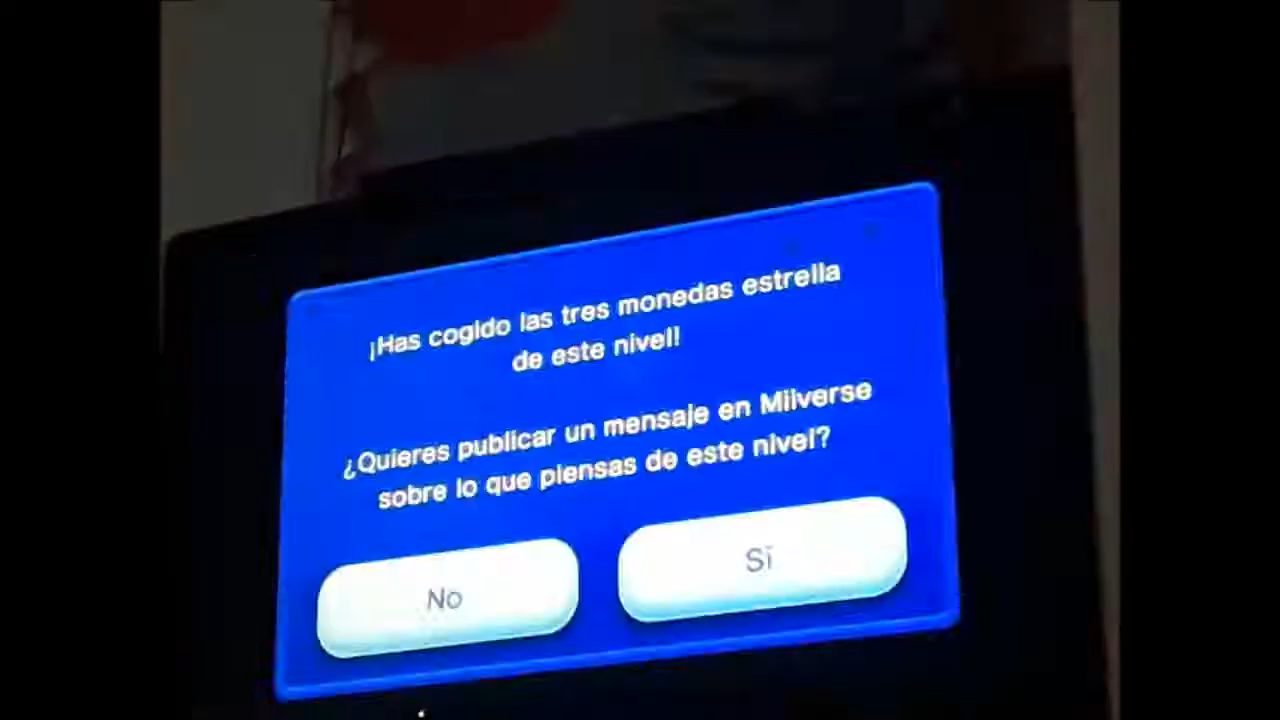 ¡Has cogido las tres monedas estrella
de este nivel!
¿Quieres publicar un mensaje en Miiverse
sobre lo que piensas de este nivel?
No
Sí